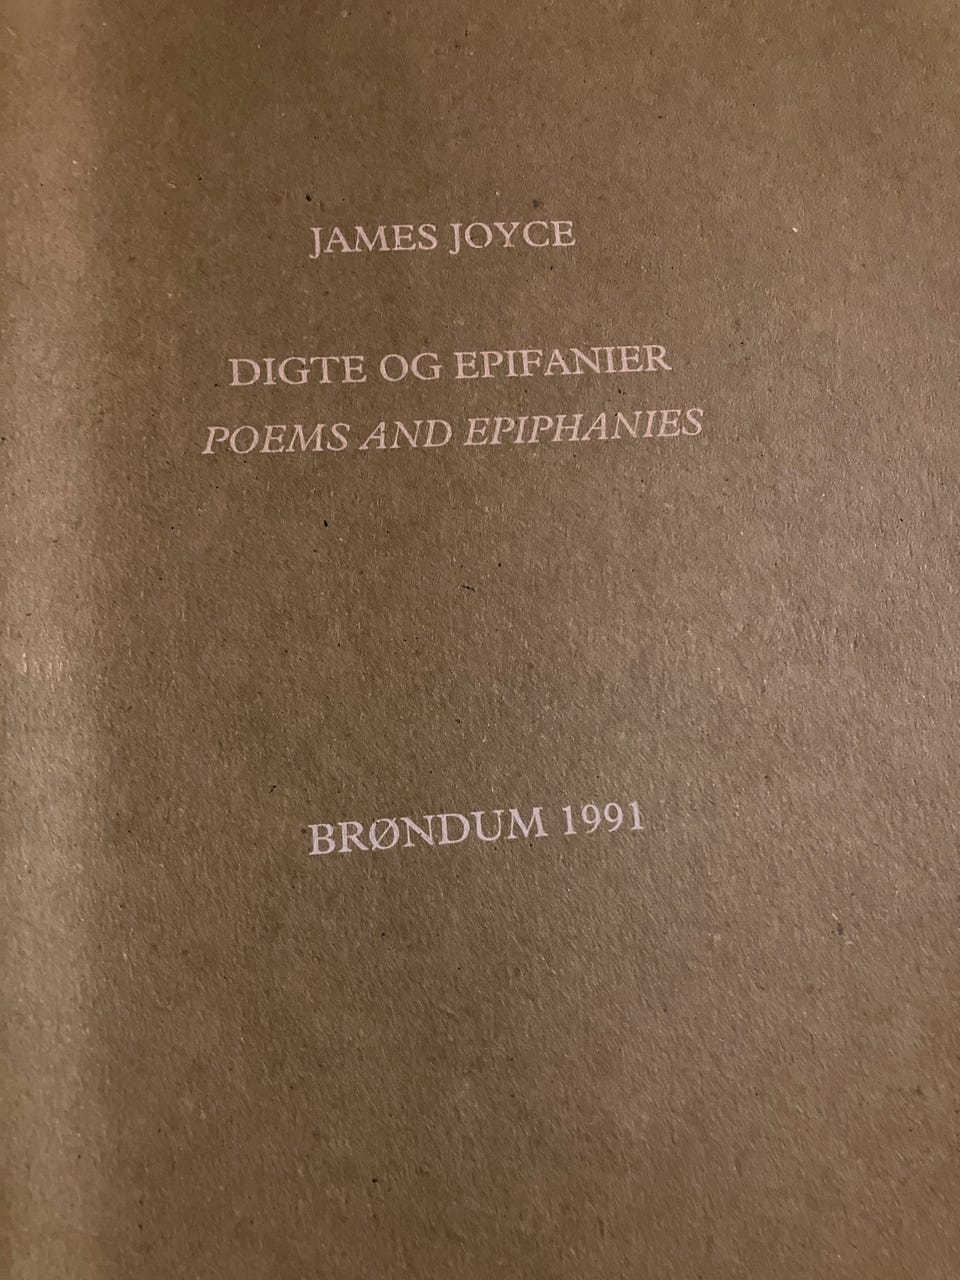 JAMES JOYCE
DIGTE OG EPIFANIER
POEMS AND EPIPHANIES
BRØNDUM 1991